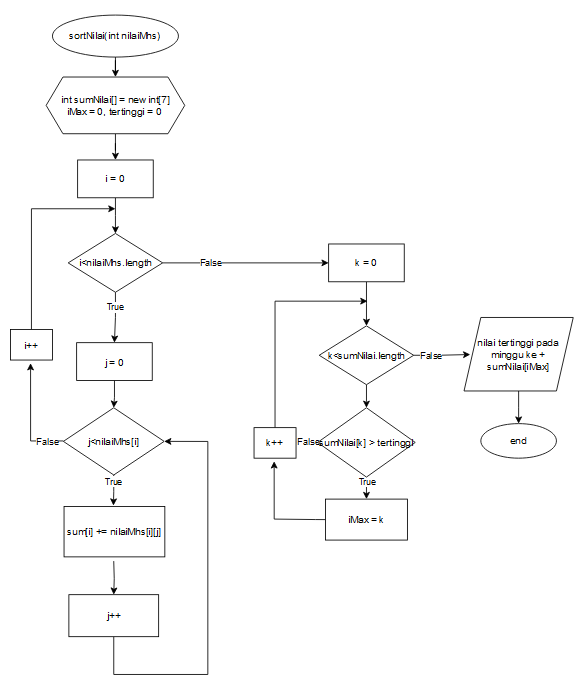 sortNilai(int nilaiMhs)
int sumNilai[] = new int[7]
iMax = 0, tertinggi = 0
i = 0
i<nilaiMhs.length
False
k = 0
True
i++
j = 0
k<sumNilai.length
False
nilai tertinggi pada
minggu ke +
sumNilai[iMax]
j<nilaiMhs[i]
False
k++
False
sumNilai[k] > tertinggi
end
True
True
sum[i] += nilaiMhs[i][j]
iMax = k
j++